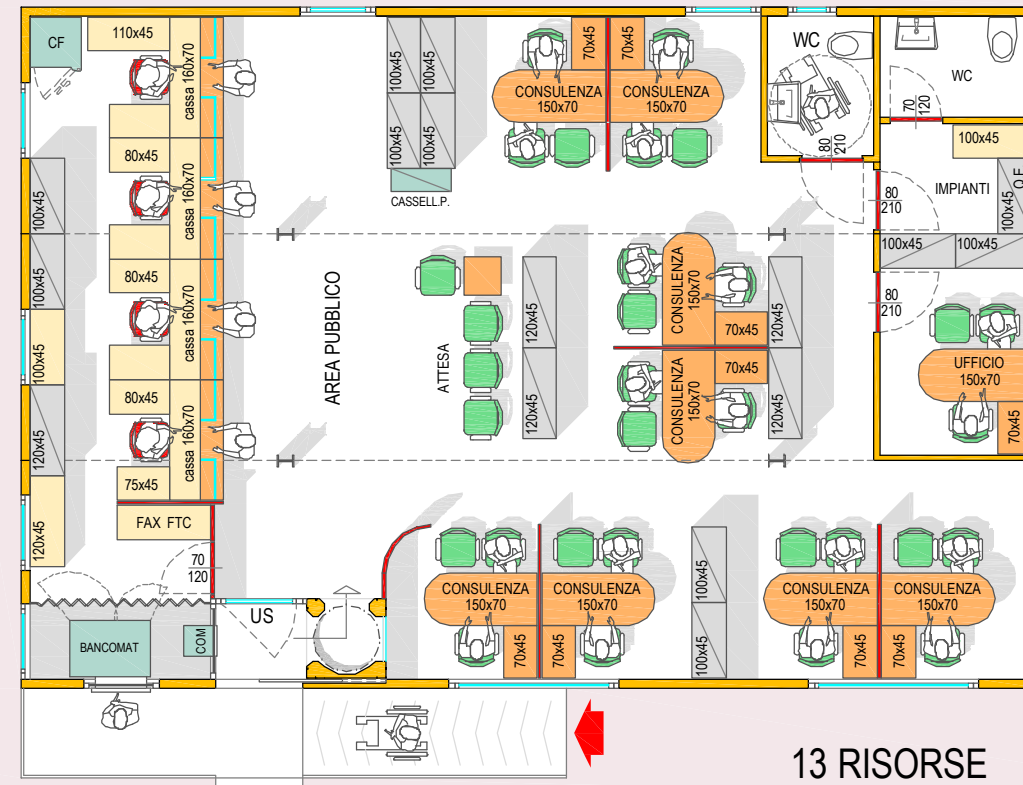 CF
110x45
cassa 160x70
100x45
100x45
100x45
100x45
CASSELL.P.
70x45
70x45
CONSULENZA
150x70
CONSULENZA
150x70
WC
80
210
WC
70
120
100x45
IMPIANTI
100x45
Q.E.
80
210
100x45
100x45
80
210
80x45
cassa 160x70
100x45
100x45
80x45
cassa 160x70
100x45
80x45
cassa 160x70
120x45
75x45
120x45
FAX FTC
70
120
AREA PUBBLICO
ATTESA
120x45
120x45
CONSULENZA
150x70
70x45
120x45
CONSULENZA
150x70
70x45
120x45
UFFICIO
150x70
70x45
BANCOMAT
COM
US
CONSULENZA
150x70
CONSULENZA
150x70
70x45
70x45
100x45
100x45
CONSULENZA
150x70
CONSULENZA
150x70
70x45
70x45
13 RISORSE